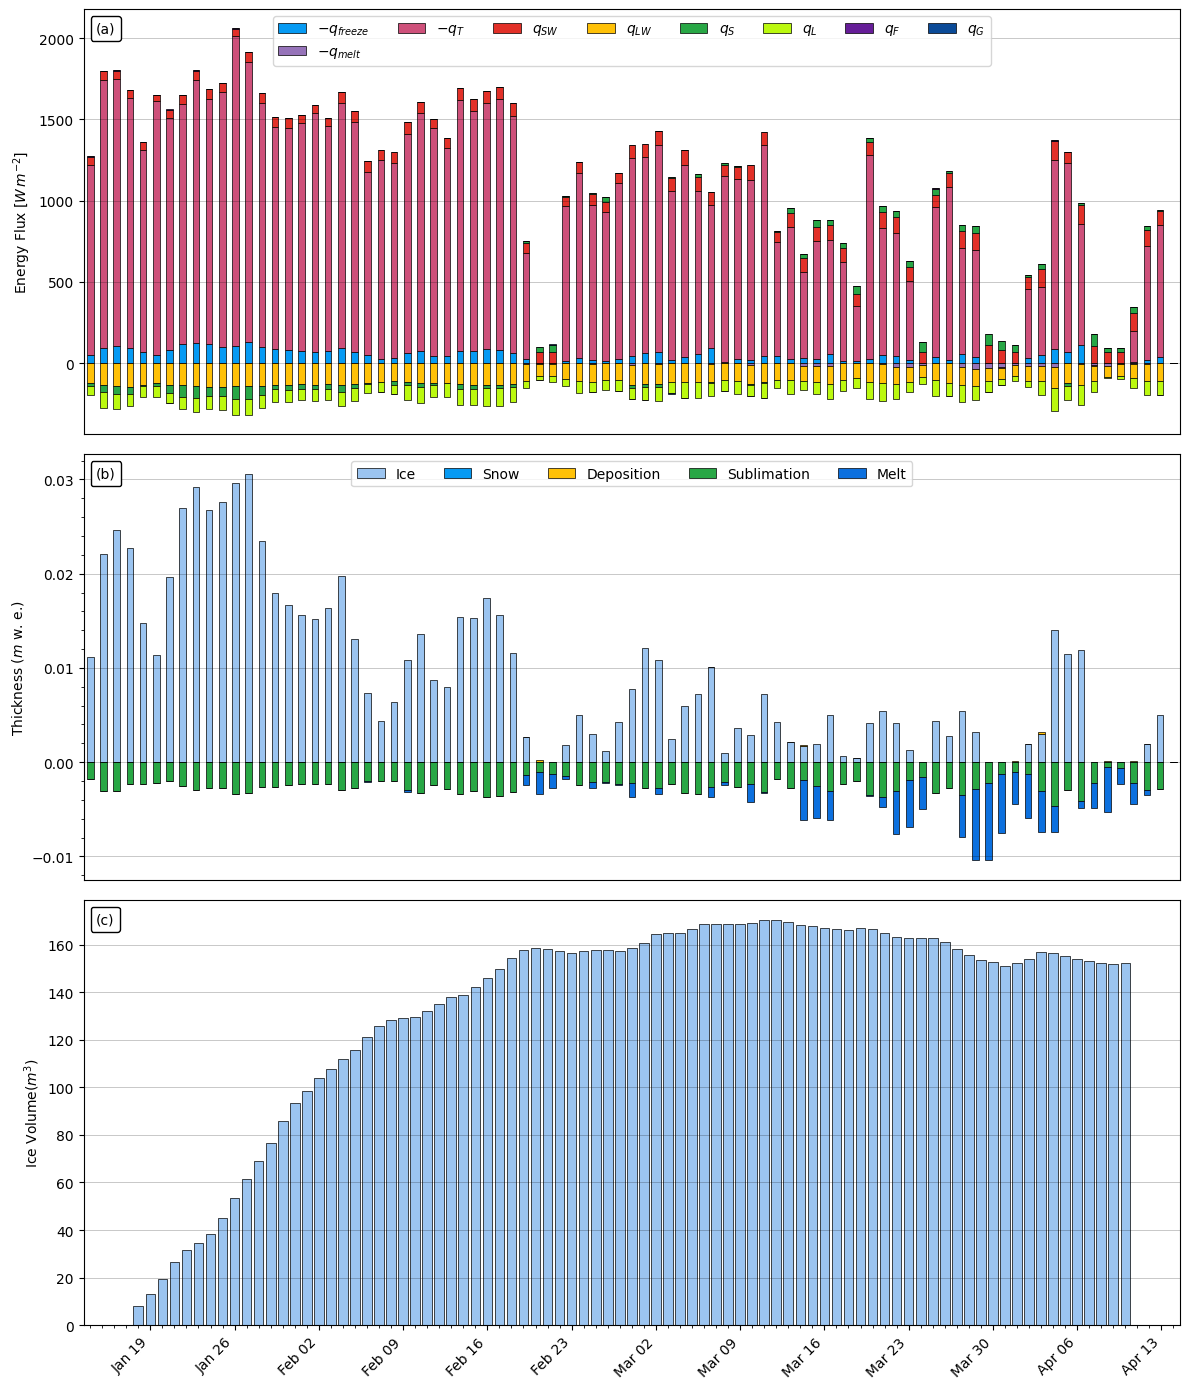 (a)
−q_freeze −q_T q_SW q_LW q_S q_L q_F q_G
−q_melt
2000
1500
1000
500
0
Energy Flux [W m⁻²]
(b)
Ice Snow Deposition Sublimation Melt
0.03
0.02
0.01
0.00
−0.01
Thickness (m w. e.)
(c)
160
140
120
100
80
60
40
20
0
Ice Volume(m³)
Jan 19 Jan 26 Feb 02 Feb 09 Feb 16 Feb 23 Mar 02 Mar 09 Mar 16 Mar 23 Mar 30 Apr 06 Apr 13